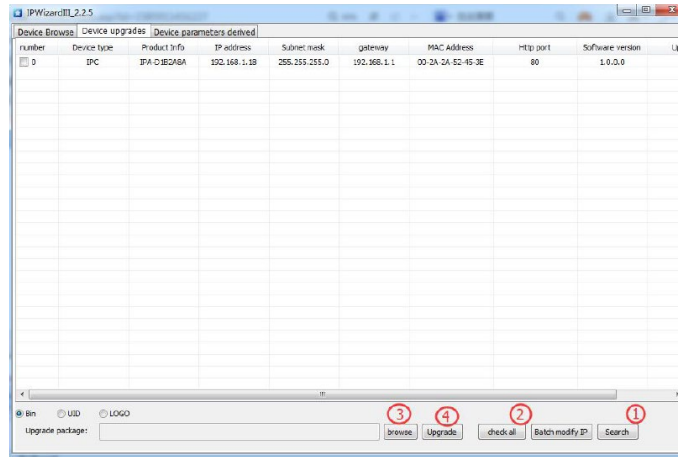 IPWizardIII_2.2.5
Device Browse Device upgrades Device parameters derived
number Device type Product Info IP address Subnet mask gateway MAC Address Http port Software version
0 IPC IPA-D1B2A8A 192.168.1.18 255.255.255.0 192.168.1.1 00-2A-2A-52-45-3E 80 1.0.0.0
Bin UID LOGO
3 4 2 1
Upgrade package: browse Upgrade check all Batch modify IP Search